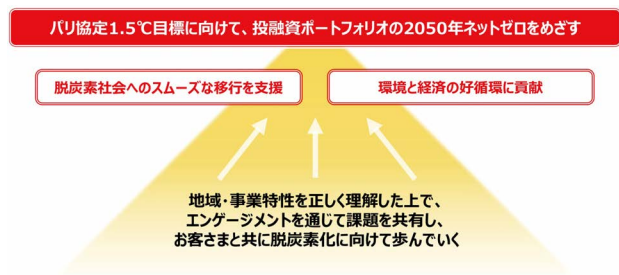 パリ協定1.5℃目標に向けて、投融資ポートフォリオの2050年ネットゼロをめざす
脱炭素社会へのスムーズな移行を支援
環境と経済の好循環に貢献
地域・事業特性を正しく理解した上で、
エンゲージメントを通じて課題を共有し、
お客さまと共に脱炭素化に向けて歩んでいく